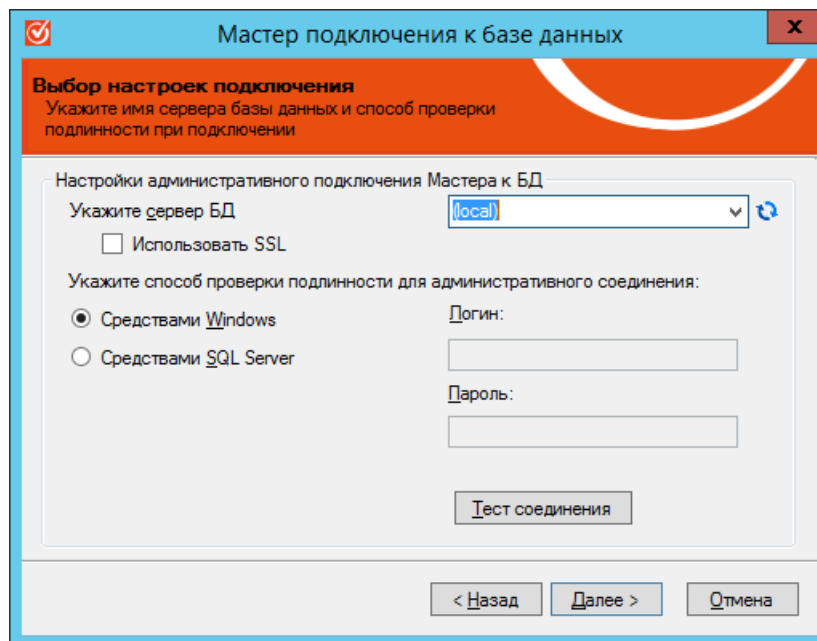 Мастер подключения к базе данных
x
Выбор настроек подключения
Укажите имя сервера базы данных и способ проверки
подлинности при подключении
Настройки административного подключения Мастера к БД
Укажите сервер БД
(local)
Использовать SSL
Укажите способ проверки подлинности для административного соединения:
Средствами Windows
Логин:
Средствами SQL Server
Пароль:
Тест соединения
< Назад
Далее >
Отмена